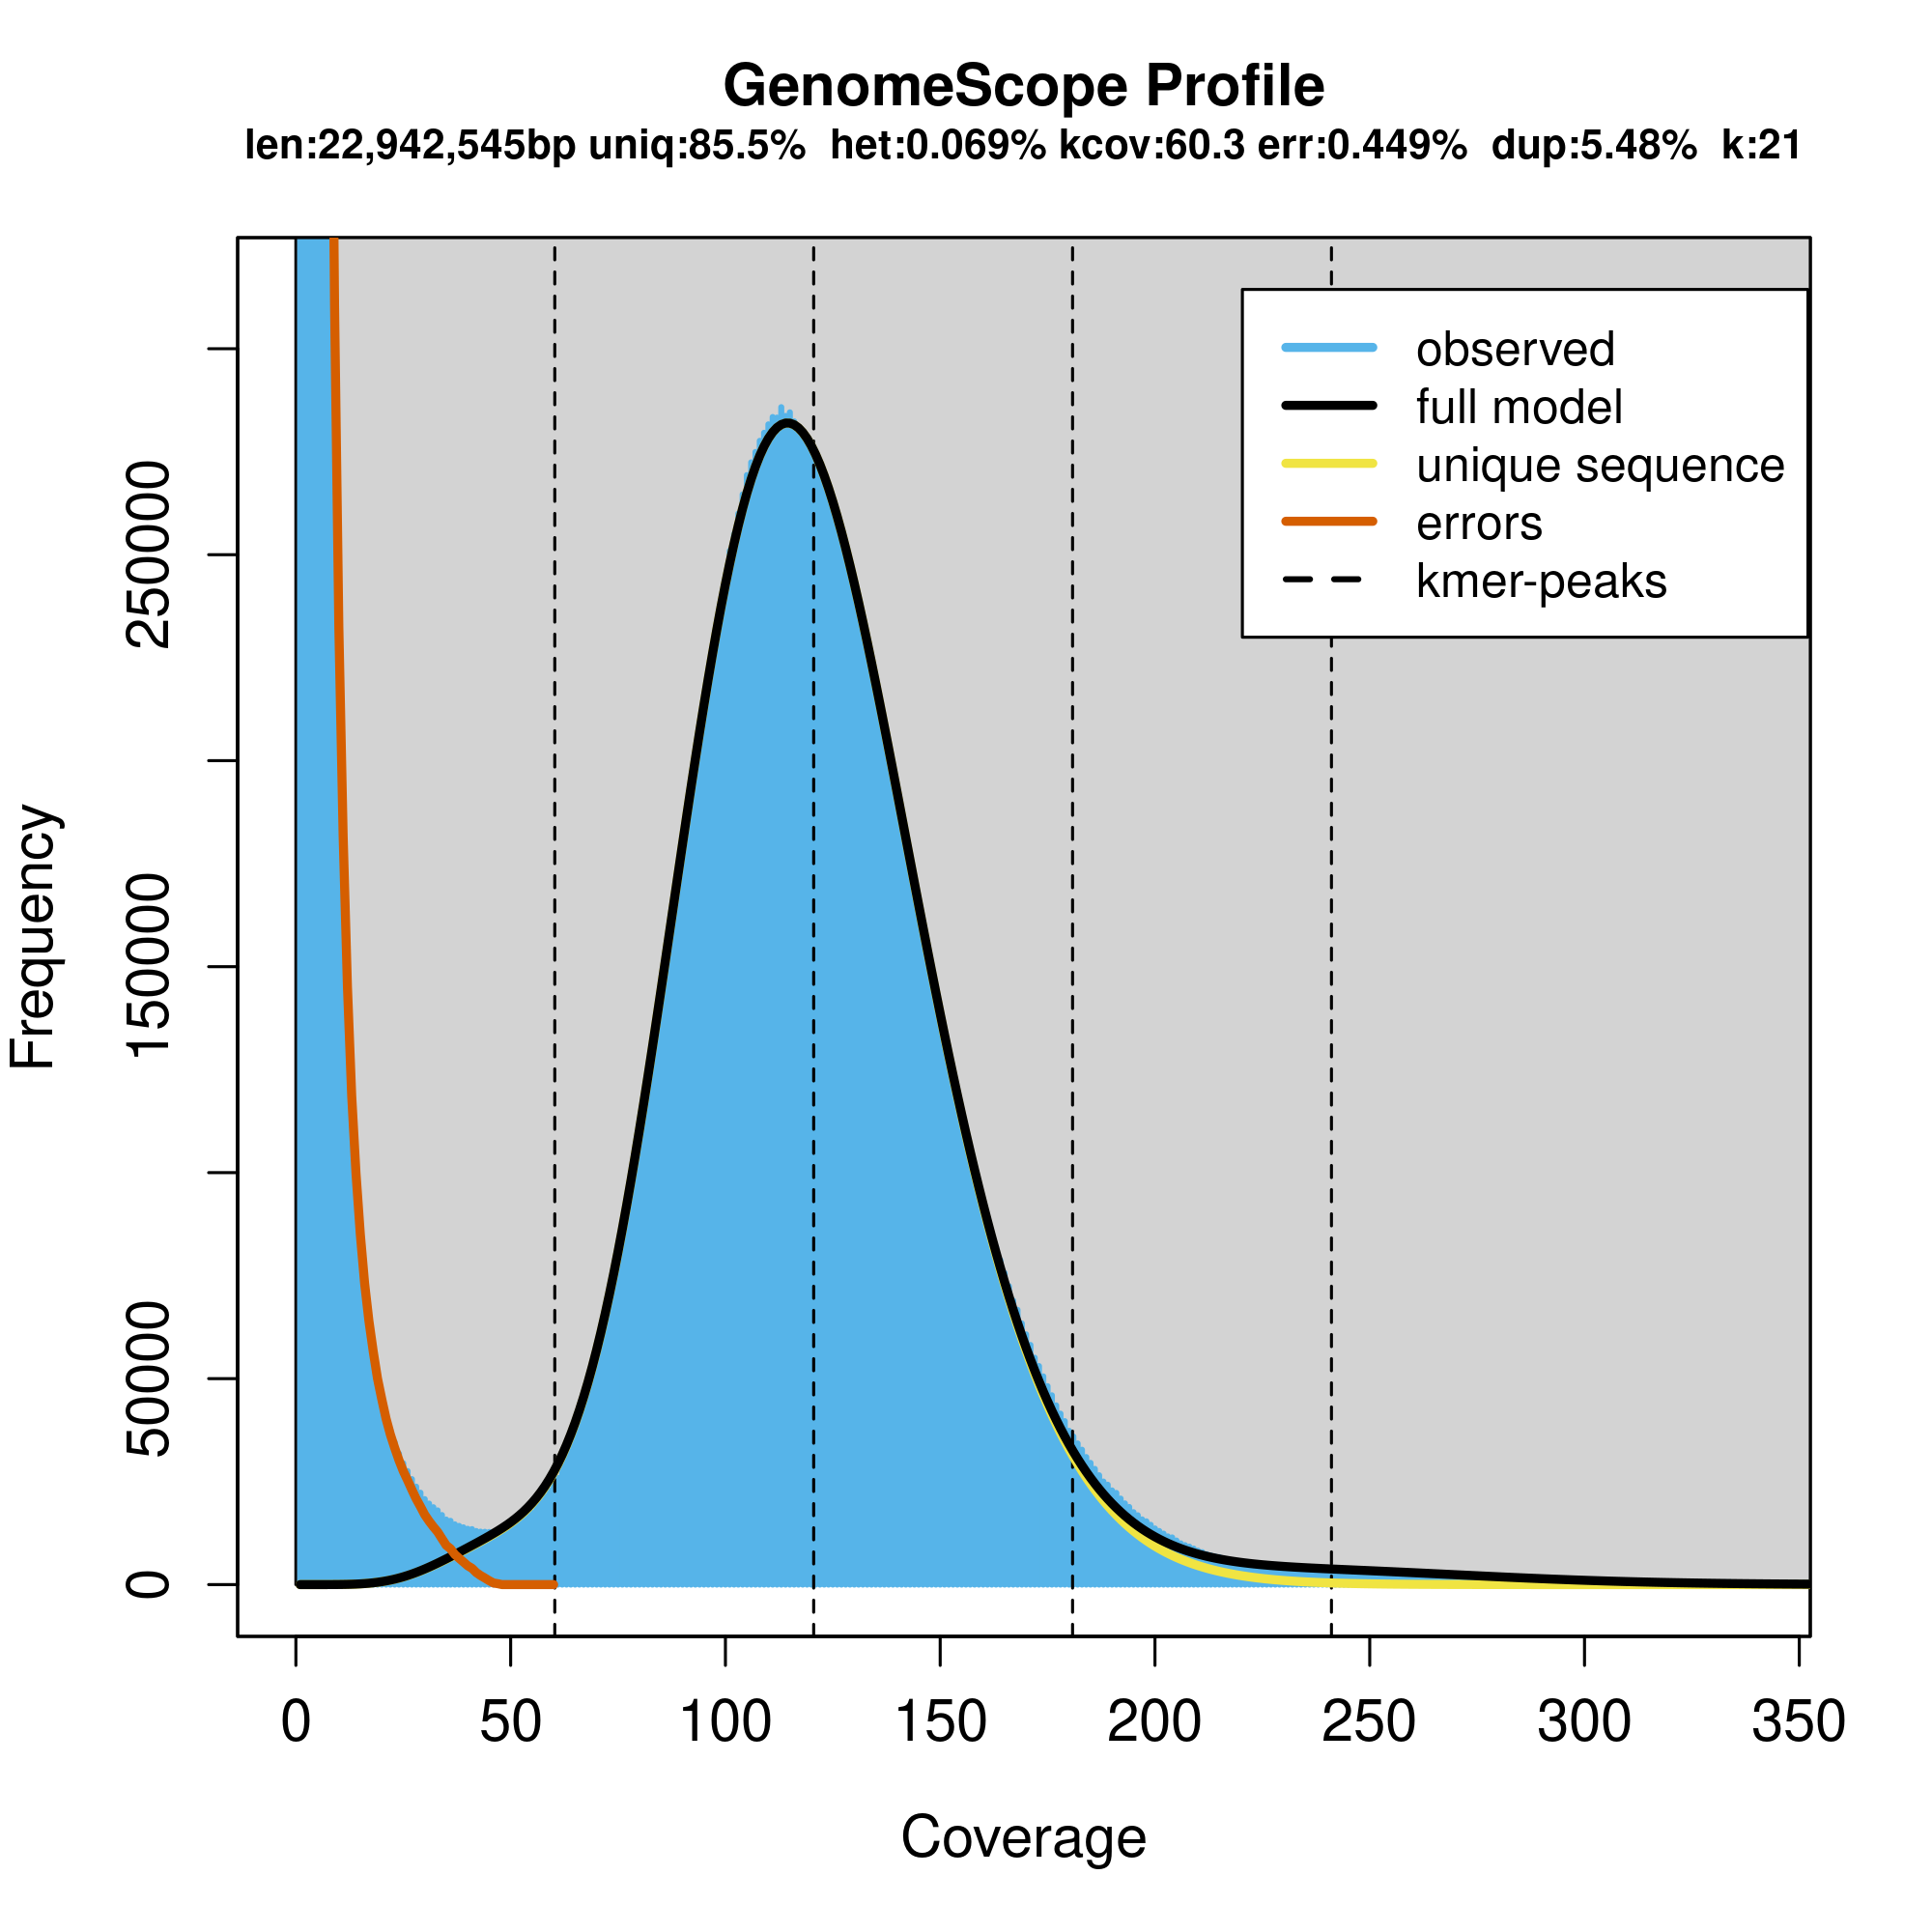 GenomeScope Profile
len:22,942,545bp uniq:85.5% het:0.069% kcov:60.3 err:0.449% dup:5.48% k:21
observed
full model
unique sequence
errors
kmer-peaks
Frequency
250000
150000
50000
0
0 50 100 150 200 250 300 350
Coverage